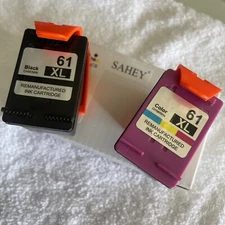 SAHEY
Black
61
XL
REMANUFACTURED
INK CARTRIDGE
Color
61
XL
REMANUFACTURED
INK CARTRIDGE